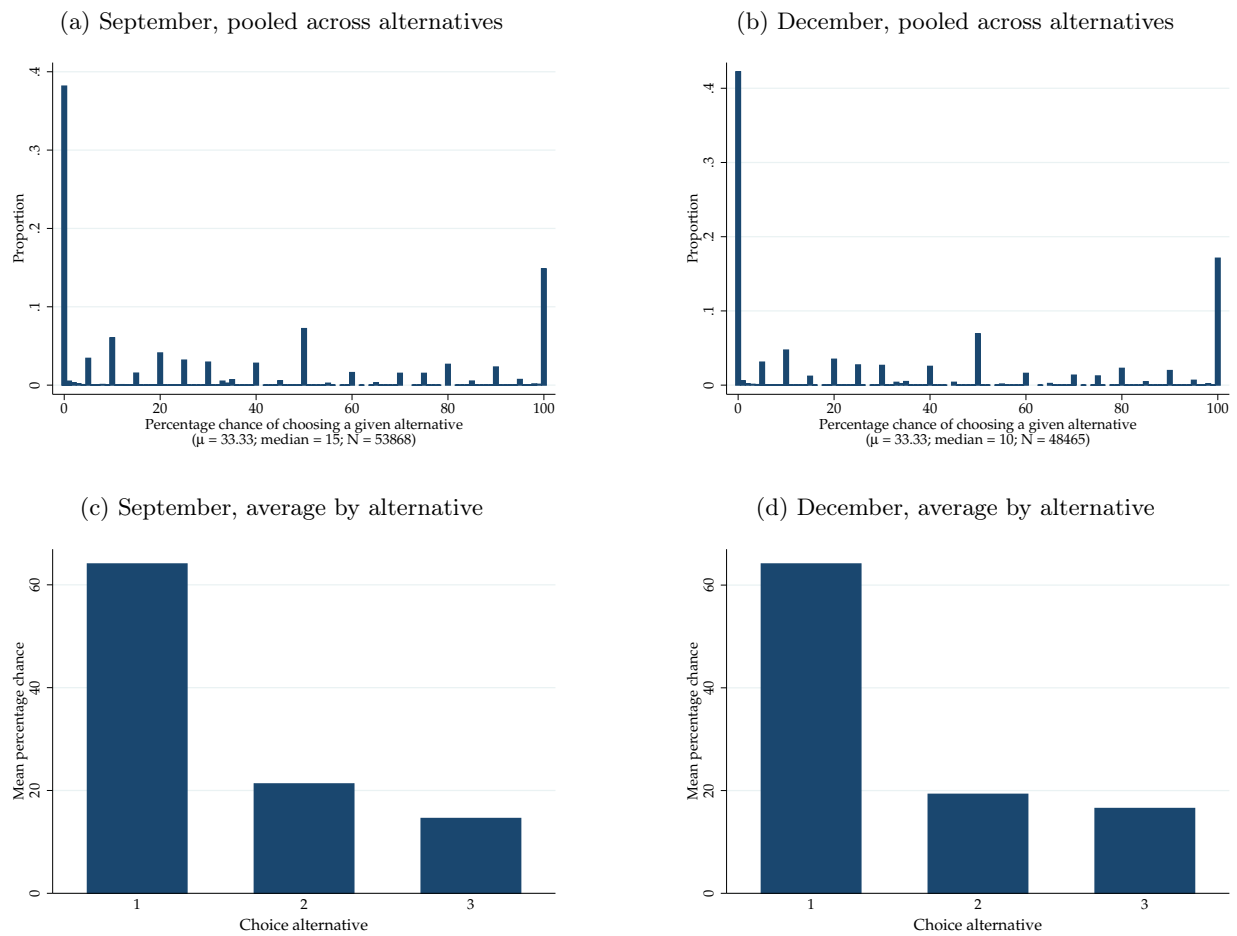 (a) September, pooled across alternatives
Proportion
.4
.3
.2
.1
0
0 20 40 60 80 100
Percentage chance of choosing a given alternative
(μ = 33.33; median = 15; N = 53868)
(b) December, pooled across alternatives
Proportion
.4
.3
.2
.1
0
0 20 40 60 80 100
Percentage chance of choosing a given alternative
(μ = 33.33; median = 10; N = 48465)
(c) September, average by alternative
Mean percentage chance
60
40
20
0
1 2 3
Choice alternative
(d) December, average by alternative
Mean percentage chance
60
40
20
0
1 2 3
Choice alternative